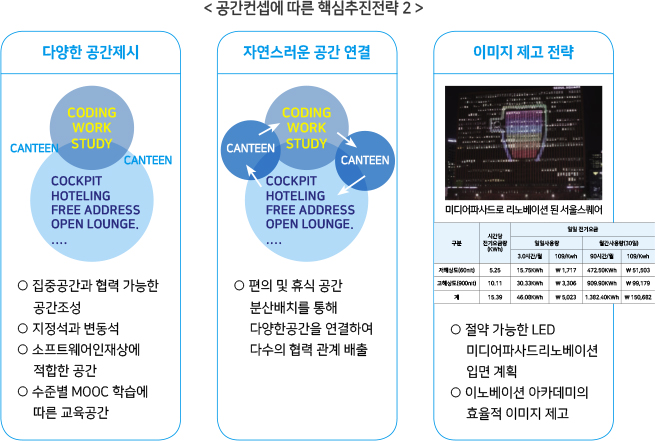 < 공간컨셉에 따른 핵심추진전략 2 >
다양한 공간제시
CODING
WORK
STUDY
CANTEEN
CANTEEN
COCKPIT
HOTELING
FREE ADDRESS
OPEN LOUNGE.
....
○ 집중공간과 협력 가능한
공간조성
○ 지정석과 변동석
○ 소프트웨어인재상에
적합한 공간
○ 수준별 MOOC 학습에
따른 교육공간
자연스러운 공간 연결
CODING
WORK
STUDY
CANTEEN
CANTEEN
COCKPIT
HOTELING
FREE ADDRESS
OPEN LOUNGE.
....
○ 편의 및 휴식 공간
분산배치를 통해
다양한공간을 연결하여
다수의 협력 관계 배출
이미지 제고 전략
미디어파사드로 리노베이션 된 서울스퀘어
구분 시간당 전기요금량 (KWh) 일일 전기요금
일일사용량 월간사용량(30일)
3.0시간/월 109/Kwh 90시간/월 109/Kwh
저해상도(60mt) 5.25 15.75KWh ₩ 1,717 472.50KWh ₩ 51,503
고해상도(900nt) 10.11 30.33KWh ₩ 3,306 909.90KWh ₩ 99,179
계 15.39 46.08KWh ₩ 5,023 1.382.40KWh ₩ 150,682
○ 절약 가능한 LED
미디어파사드리노베이션
입면 계획
○ 이노베이션 아카데미의
효율적 이미지 제고